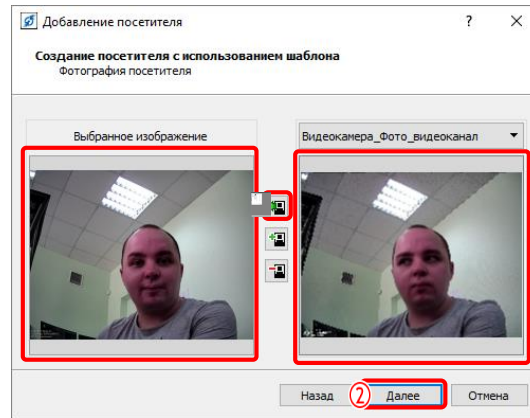 Добавление посетителя
Создание посетителя с использованием шаблона
Фотография посетителя
Выбранное изображение
Видеокамера_Фото_видеоканал
Назад
2
Далее
Отмена